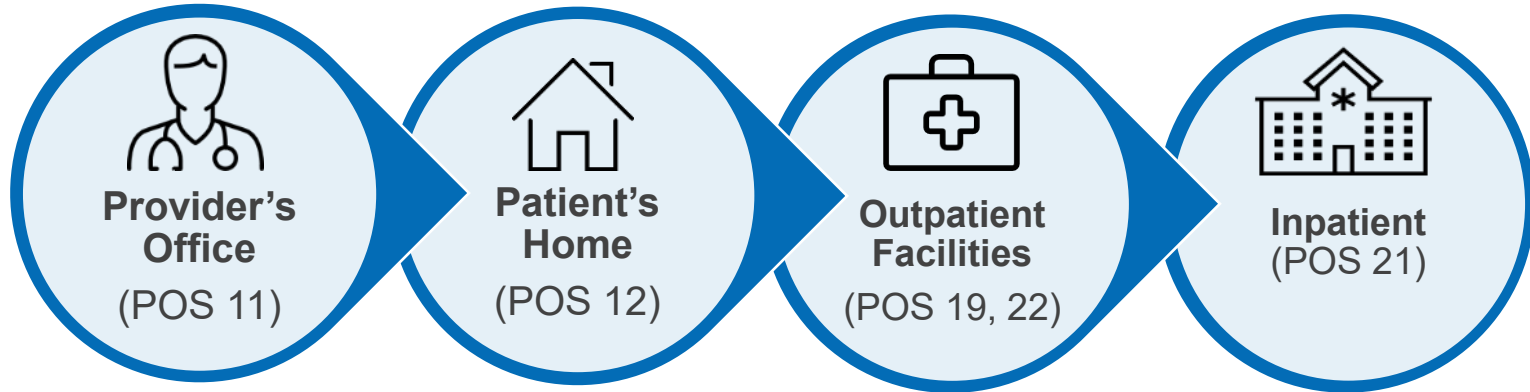 Provider’s
Office
(POS 11)
Patient’s
Home
(POS 12)
Outpatient
Facilities
(POS 19, 22)
Inpatient
(POS 21)